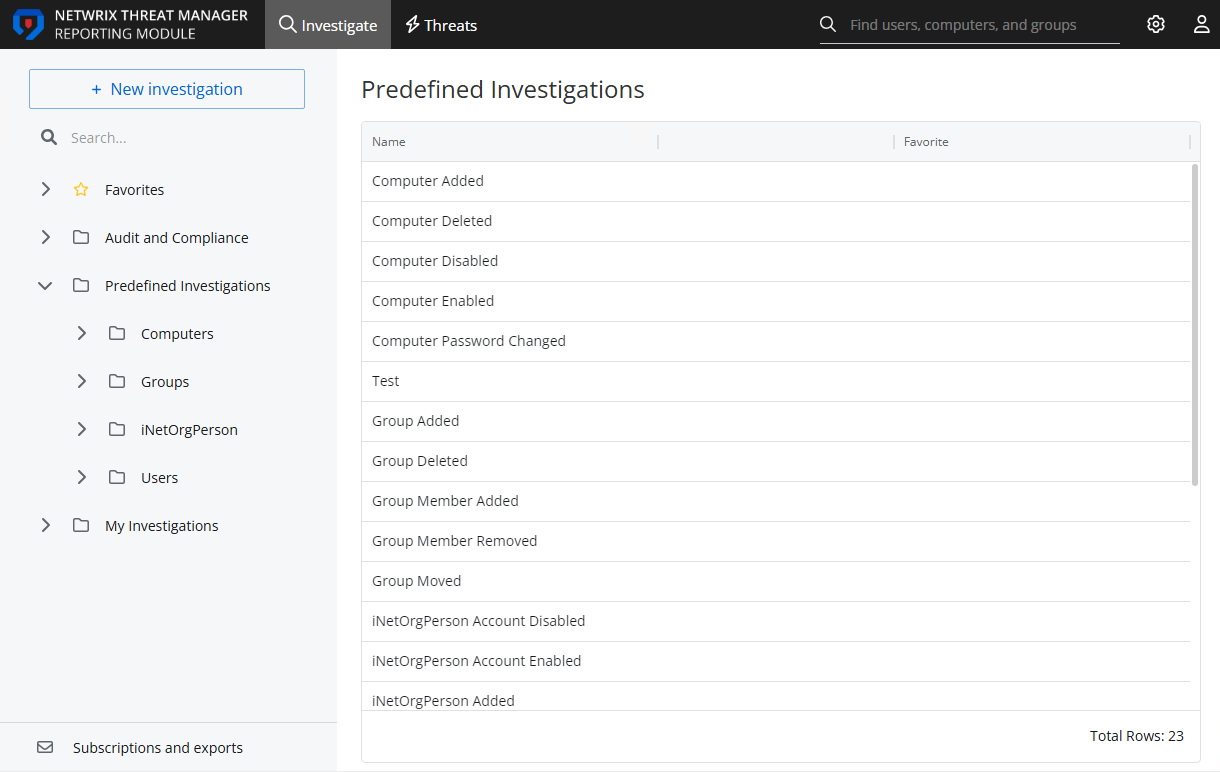 NETWRIX THREAT MANAGER
REPORTING MODULE
Investigate
Threats
Find users, computers, and groups
+ New investigation
Search...
Favorites
Audit and Compliance
Predefined Investigations
Computers
Groups
iNetOrgPerson
Users
My Investigations
Subscriptions and exports
Predefined Investigations
Name Favorite
Computer Added
Computer Deleted
Computer Disabled
Computer Enabled
Computer Password Changed
Test
Group Added
Group Deleted
Group Member Added
Group Member Removed
Group Moved
iNetOrgPerson Account Disabled
iNetOrgPerson Account Enabled
iNetOrgPerson Added
Total Rows: 23